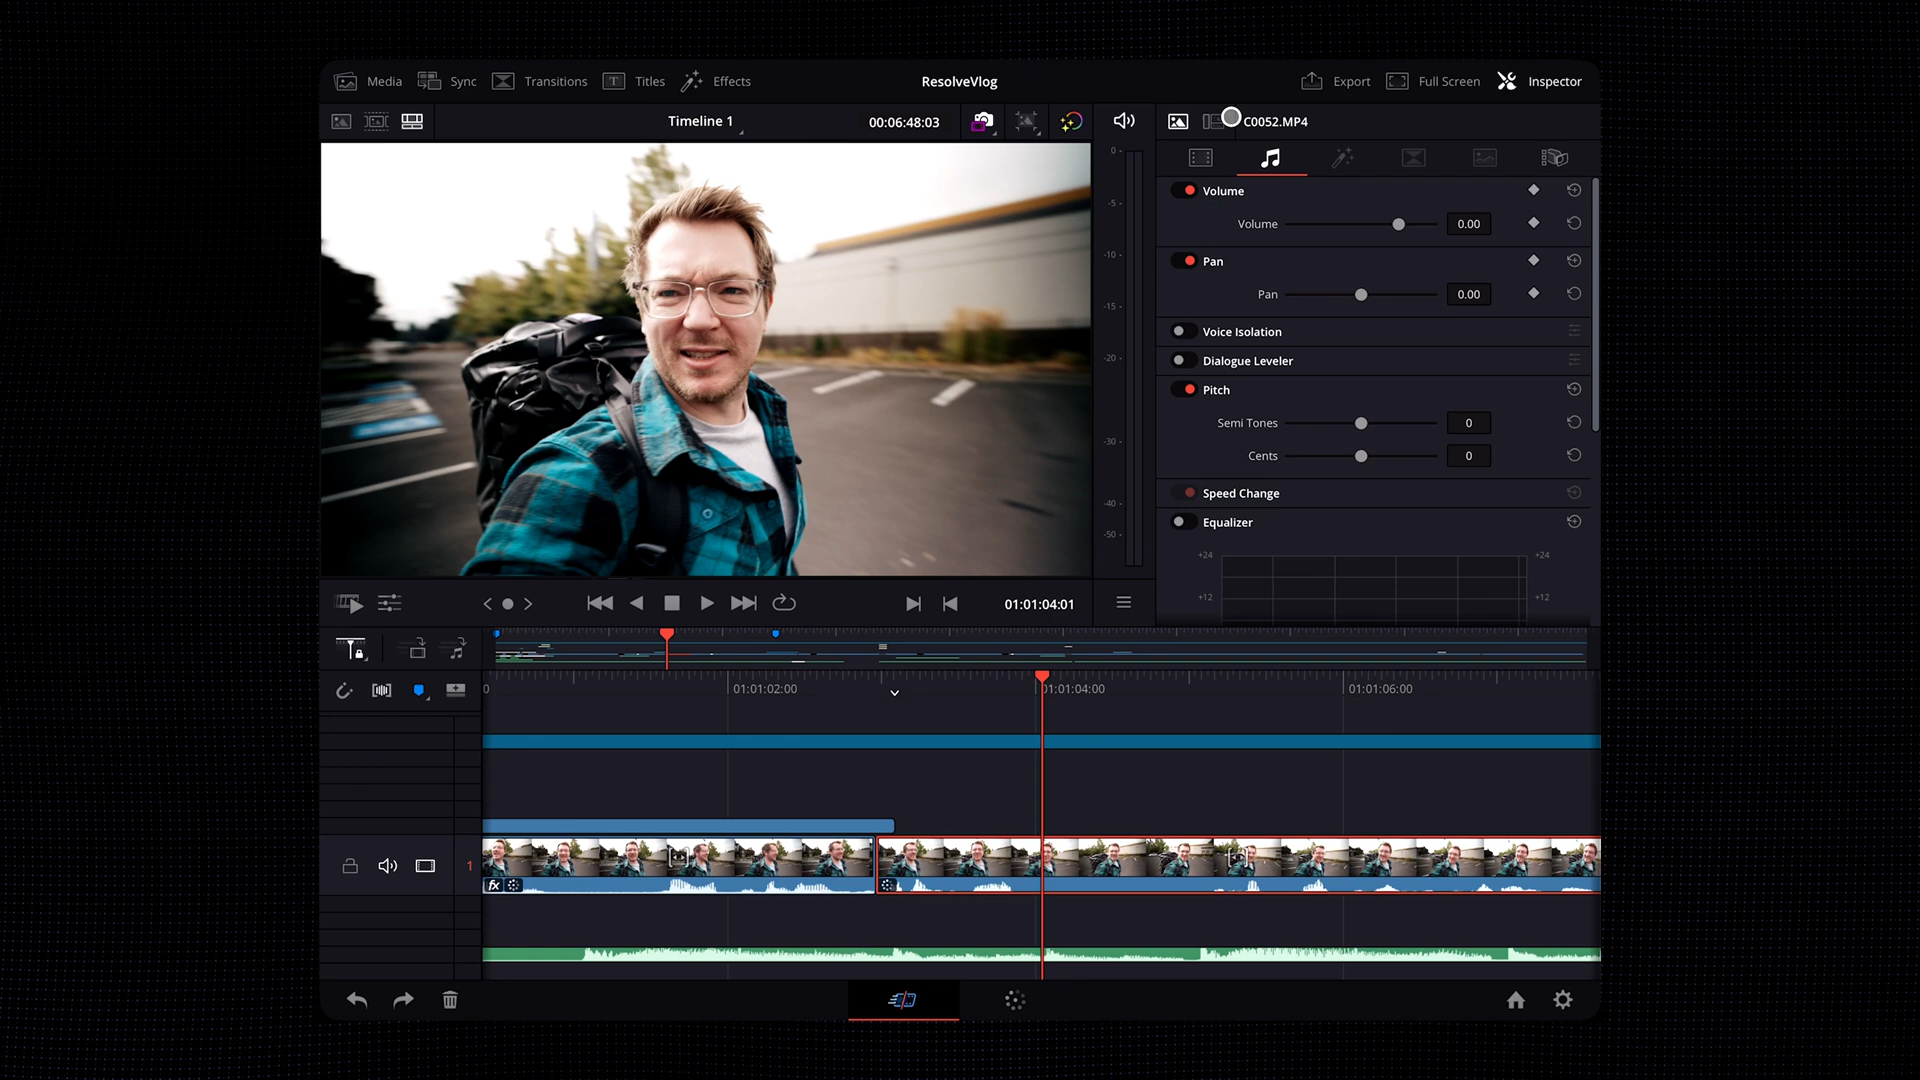 Media Sync Transitions Titles Effects ResolveVlog Export Full Screen Inspector
Timeline 1 00:06:48:03 C0052.MP4
0
-5
-10
-15
-20
-30
-40
-50
Volume
Volume 0.00
Pan
Pan 0.00
Voice Isolation
Dialogue Leveler
Pitch
Semi Tones 0
Cents 0
Speed Change
Equalizer
+24 +24
+12 +12
01:01:04:01
0 01:01:02:00 01:01:04:00 01:01:06:00
1
fx